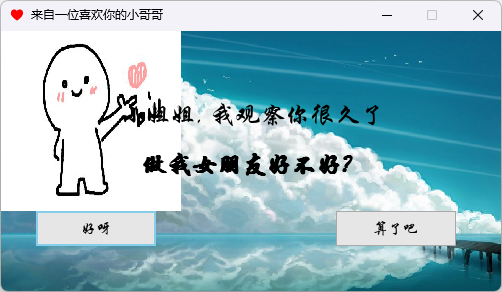 来自一位喜欢你的小哥哥
小姐姐, 我观察你很久了
做我女朋友好不好?
好呀
算了吧